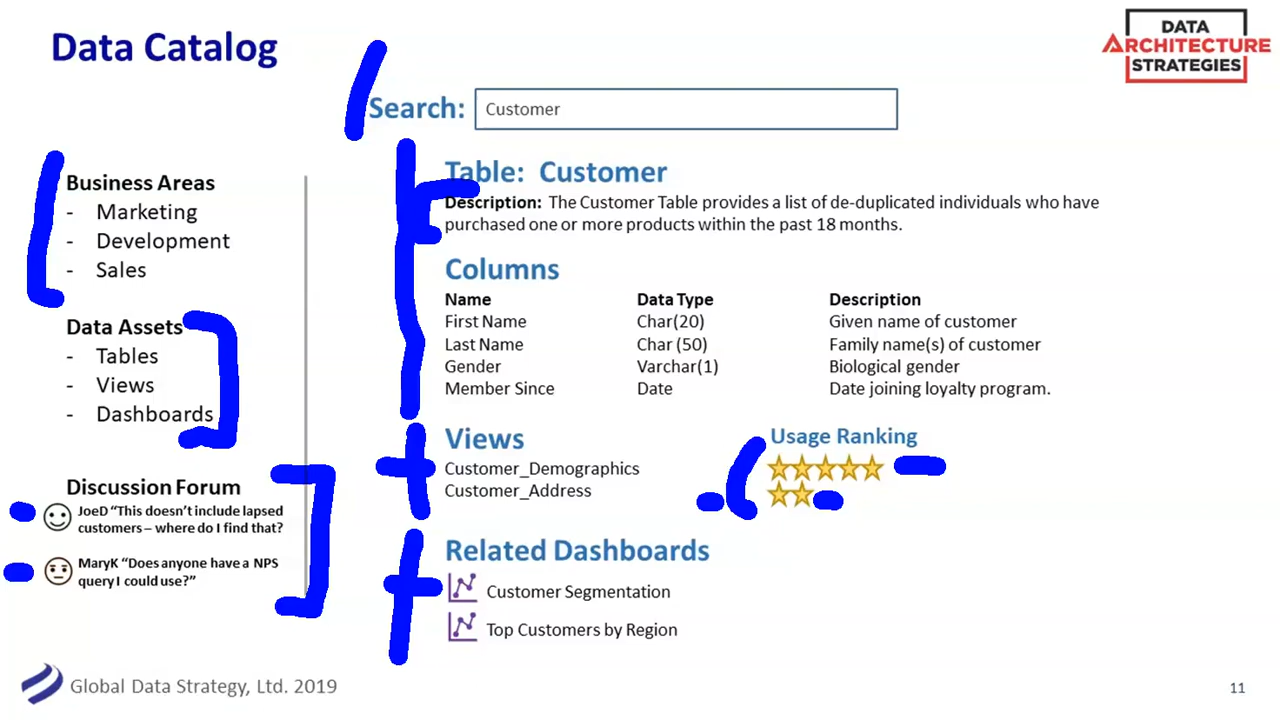 Data Catalog
DATA
ARCHITECTURE
STRATEGIES
Search: Customer
Business Areas
- Marketing
- Development
- Sales
Data Assets
- Tables
- Views
- Dashboards
Discussion Forum
JoeD “This doesn’t include lapsed
customers – where do I find that?
MaryK “Does anyone have a NPS
query I could use?”
Table: Customer
Description: The Customer Table provides a list of de-duplicated individuals who have
purchased one or more products within the past 18 months.
Columns
Name Data Type Description
First Name Char(20) Given name of customer
Last Name Char (50) Family name(s) of customer
Gender Varchar(1) Biological gender
Member Since Date Date joining loyalty program.
Views
Customer_Demographics
Customer_Address
Usage Ranking
Related Dashboards
Customer Segmentation
Top Customers by Region
Global Data Strategy, Ltd. 2019
11